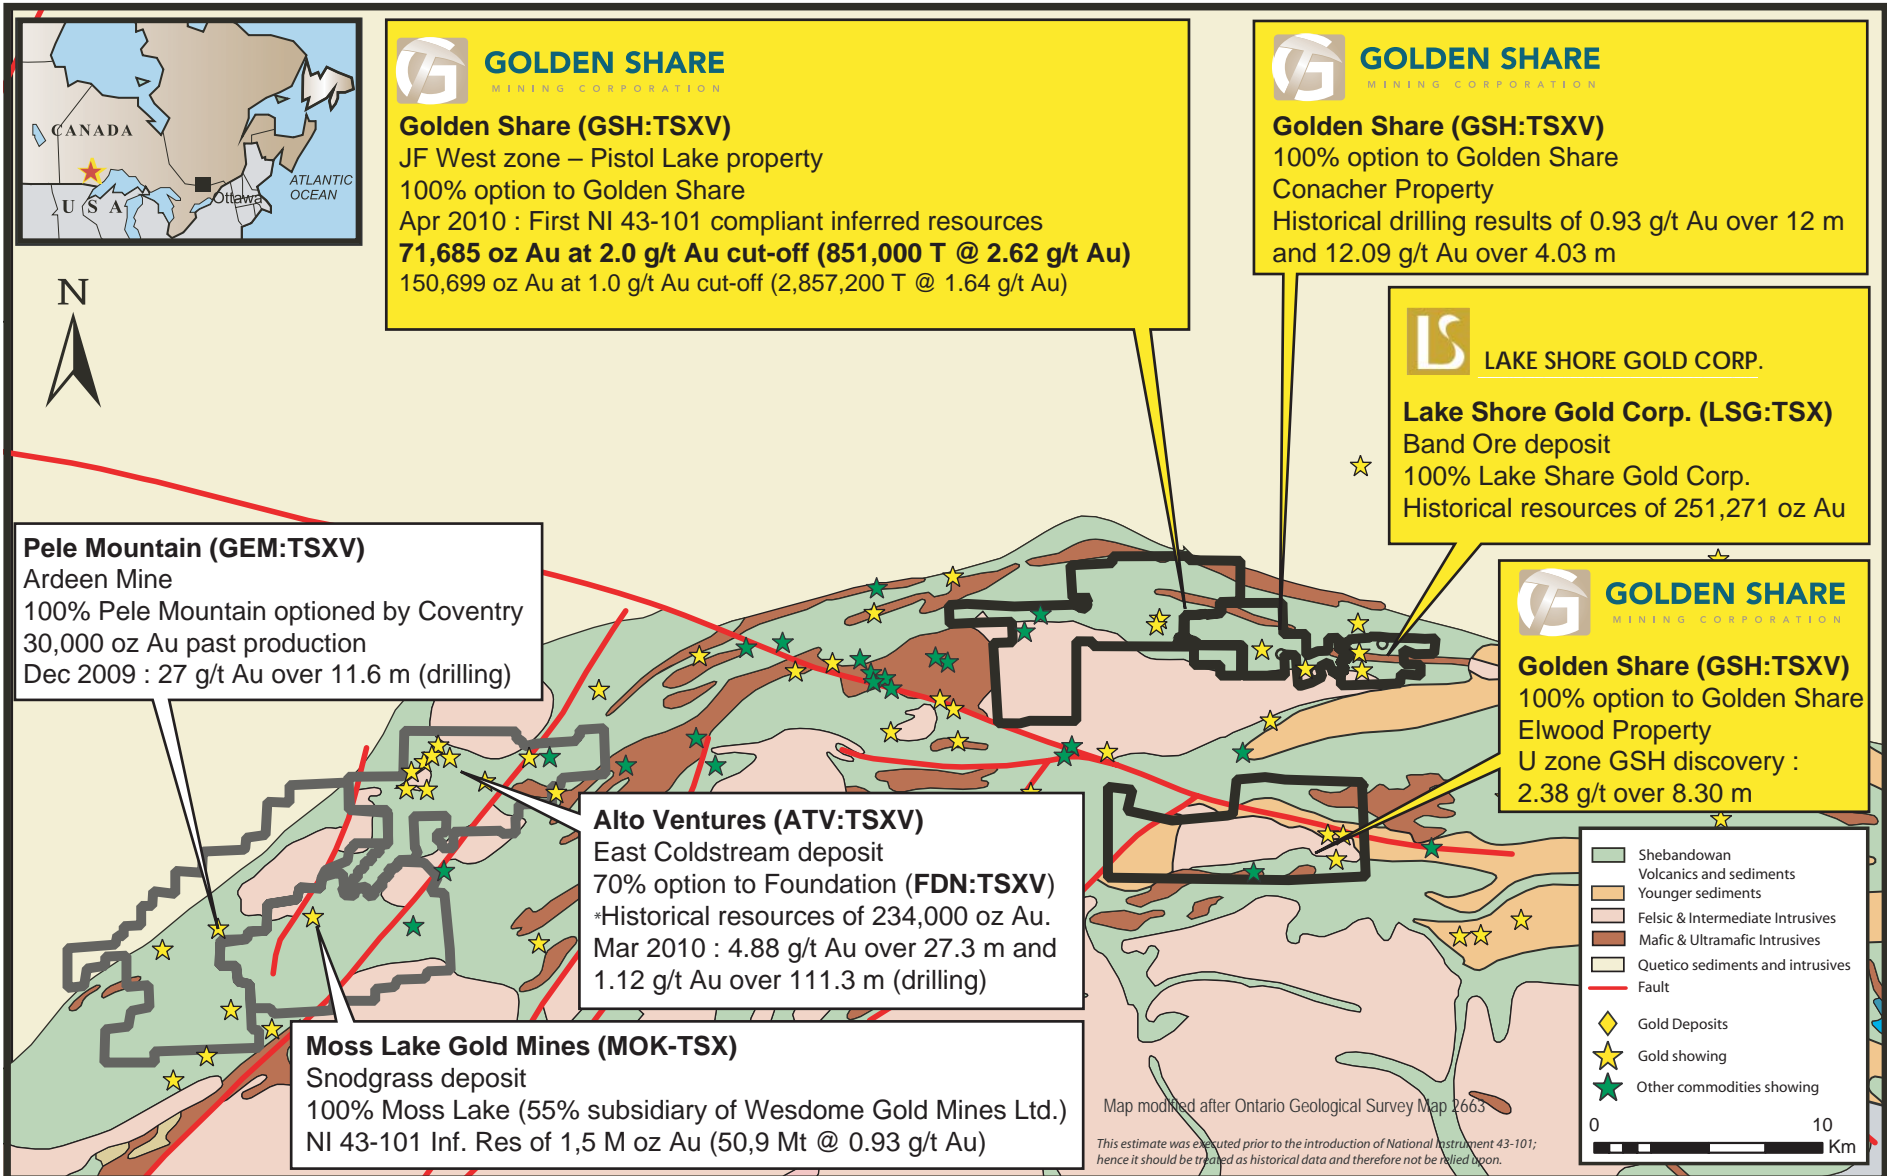 CANADA
U S A
Ottawa
ATLANTIC
OCEAN
N
GOLDEN SHARE
MINING CORPORATION
Golden Share (GSH:TSXV)
JF West zone – Pistol Lake property
100% option to Golden Share
Apr 2010 : First NI 43-101 compliant inferred resources
71,685 oz Au at 2.0 g/t Au cut-off (851,000 T @ 2.62 g/t Au)
150,699 oz Au at 1.0 g/t Au cut-off (2,857,200 T @ 1.64 g/t Au)
GOLDEN SHARE
MINING CORPORATION
Golden Share (GSH:TSXV)
100% option to Golden Share
Conacher Property
Historical drilling results of 0.93 g/t Au over 12 m
and 12.09 g/t Au over 4.03 m
LS
LAKE SHORE GOLD CORP.
Lake Shore Gold Corp. (LSG:TSX)
Band Ore deposit
100% Lake Share Gold Corp.
Historical resources of 251,271 oz Au
GOLDEN SHARE
MINING CORPORATION
Golden Share (GSH:TSXV)
100% option to Golden Share
Elwood Property
U zone GSH discovery :
2.38 g/t over 8.30 m
Pele Mountain (GEM:TSXV)
Ardeen Mine
100% Pele Mountain optioned by Coventry
30,000 oz Au past production
Dec 2009 : 27 g/t Au over 11.6 m (drilling)
Alto Ventures (ATV:TSXV)
East Coldstream deposit
70% option to Foundation (FDN:TSXV)
*Historical resources of 234,000 oz Au.
Mar 2010 : 4.88 g/t Au over 27.3 m and
1.12 g/t Au over 111.3 m (drilling)
Moss Lake Gold Mines (MOK-TSX)
Snodgrass deposit
100% Moss Lake (55% subsidiary of Wesdome Gold Mines Ltd.)
NI 43-101 Inf. Res of 1,5 M oz Au (50,9 Mt @ 0.93 g/t Au)
Shebandowan
Volcanics and sediments
Younger sediments
Felsic & Intermediate Intrusives
Mafic & Ultramafic Intrusives
Quetico sediments and intrusives
Fault
Gold Deposits
Gold showing
Other commodities showing
0 10
Km
Map modified after Ontario Geological Survey Map 2663
This estimate was executed prior to the introduction of National Instrument 43-101;
hence it should be treated as historical data and therefore not be relied upon.